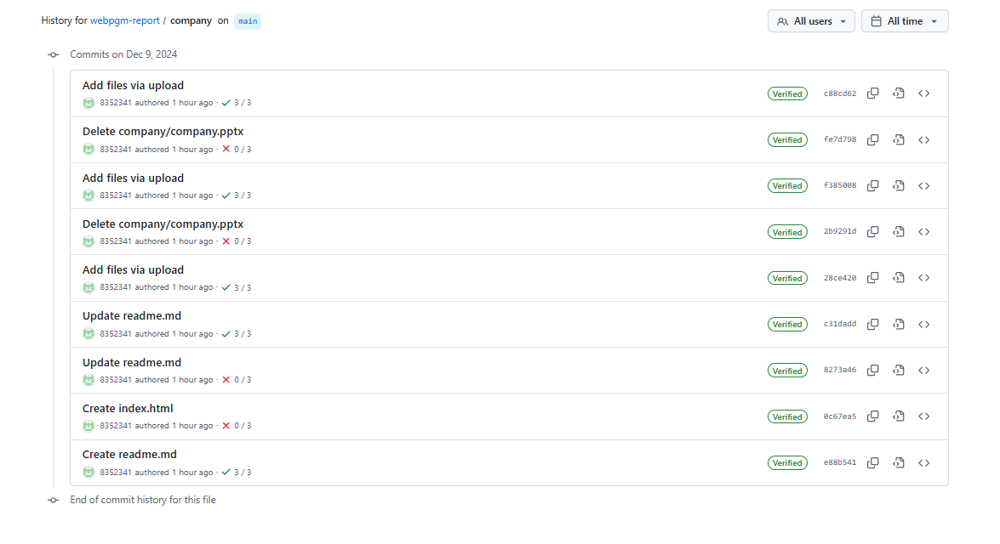 History for webpgm-report / company on main
All users
All time
Commits on Dec 9, 2024
Add files via upload
8352341 authored 1 hour ago · 3 / 3
Verified
c88cd62
Delete company/company.pptx
8352341 authored 1 hour ago · 0 / 3
Verified
fe7d798
Add files via upload
8352341 authored 1 hour ago · 3 / 3
Verified
f385008
Delete company/company.pptx
8352341 authored 1 hour ago · 0 / 3
Verified
2b9291d
Add files via upload
8352341 authored 1 hour ago · 3 / 3
Verified
28ce420
Update readme.md
8352341 authored 1 hour ago · 3 / 3
Verified
c31dadd
Update readme.md
8352341 authored 1 hour ago · 0 / 3
Verified
8273a46
Create index.html
8352341 authored 1 hour ago · 0 / 3
Verified
0c67ea5
Create readme.md
8352341 authored 1 hour ago · 3 / 3
Verified
e88b541
End of commit history for this file